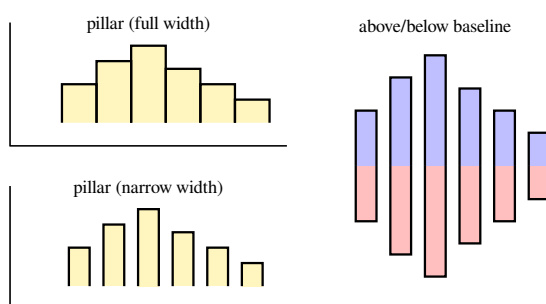 pillar (full width)
above/below baseline
pillar (narrow width)